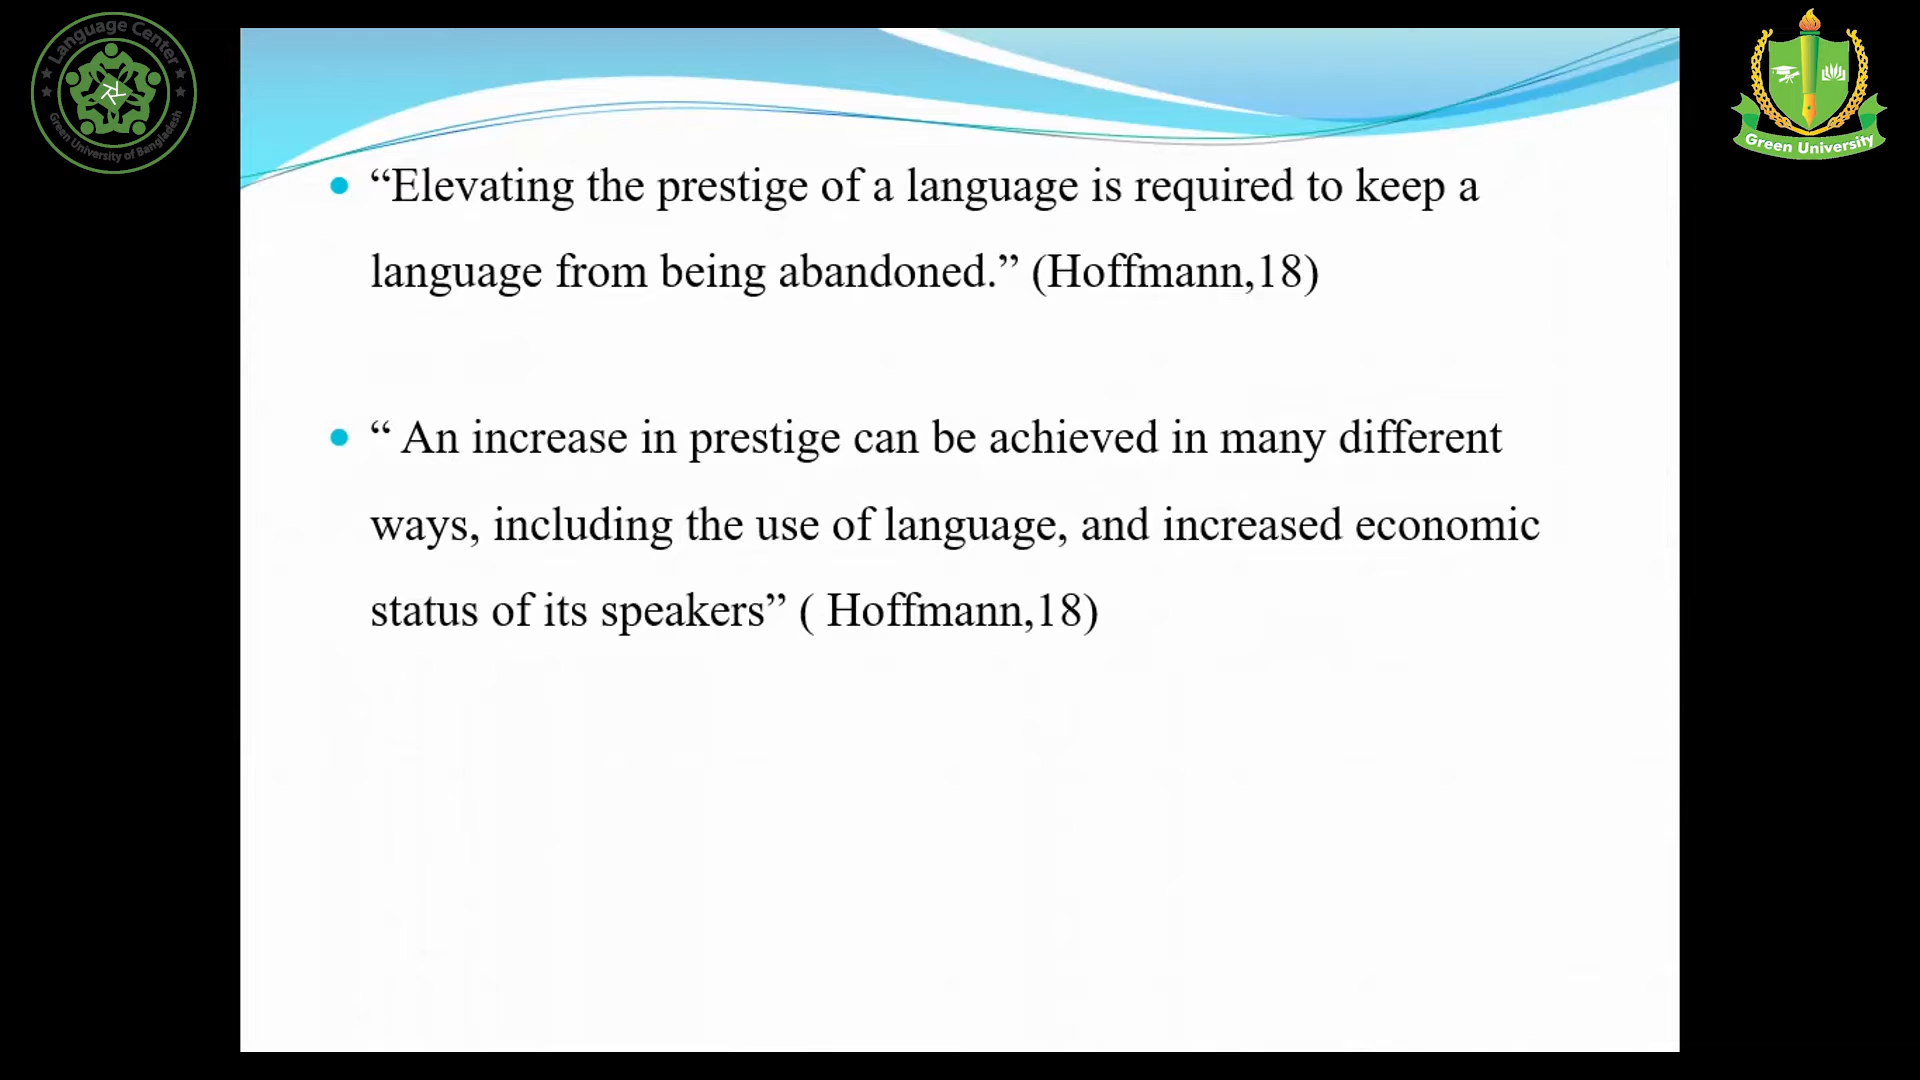 Language Center
Green University of Bangladesh
Green University
“Elevating the prestige of a language is required to keep a
language from being abandoned.” (Hoffmann,18)
“ An increase in prestige can be achieved in many different
ways, including the use of language, and increased economic
status of its speakers” ( Hoffmann,18)